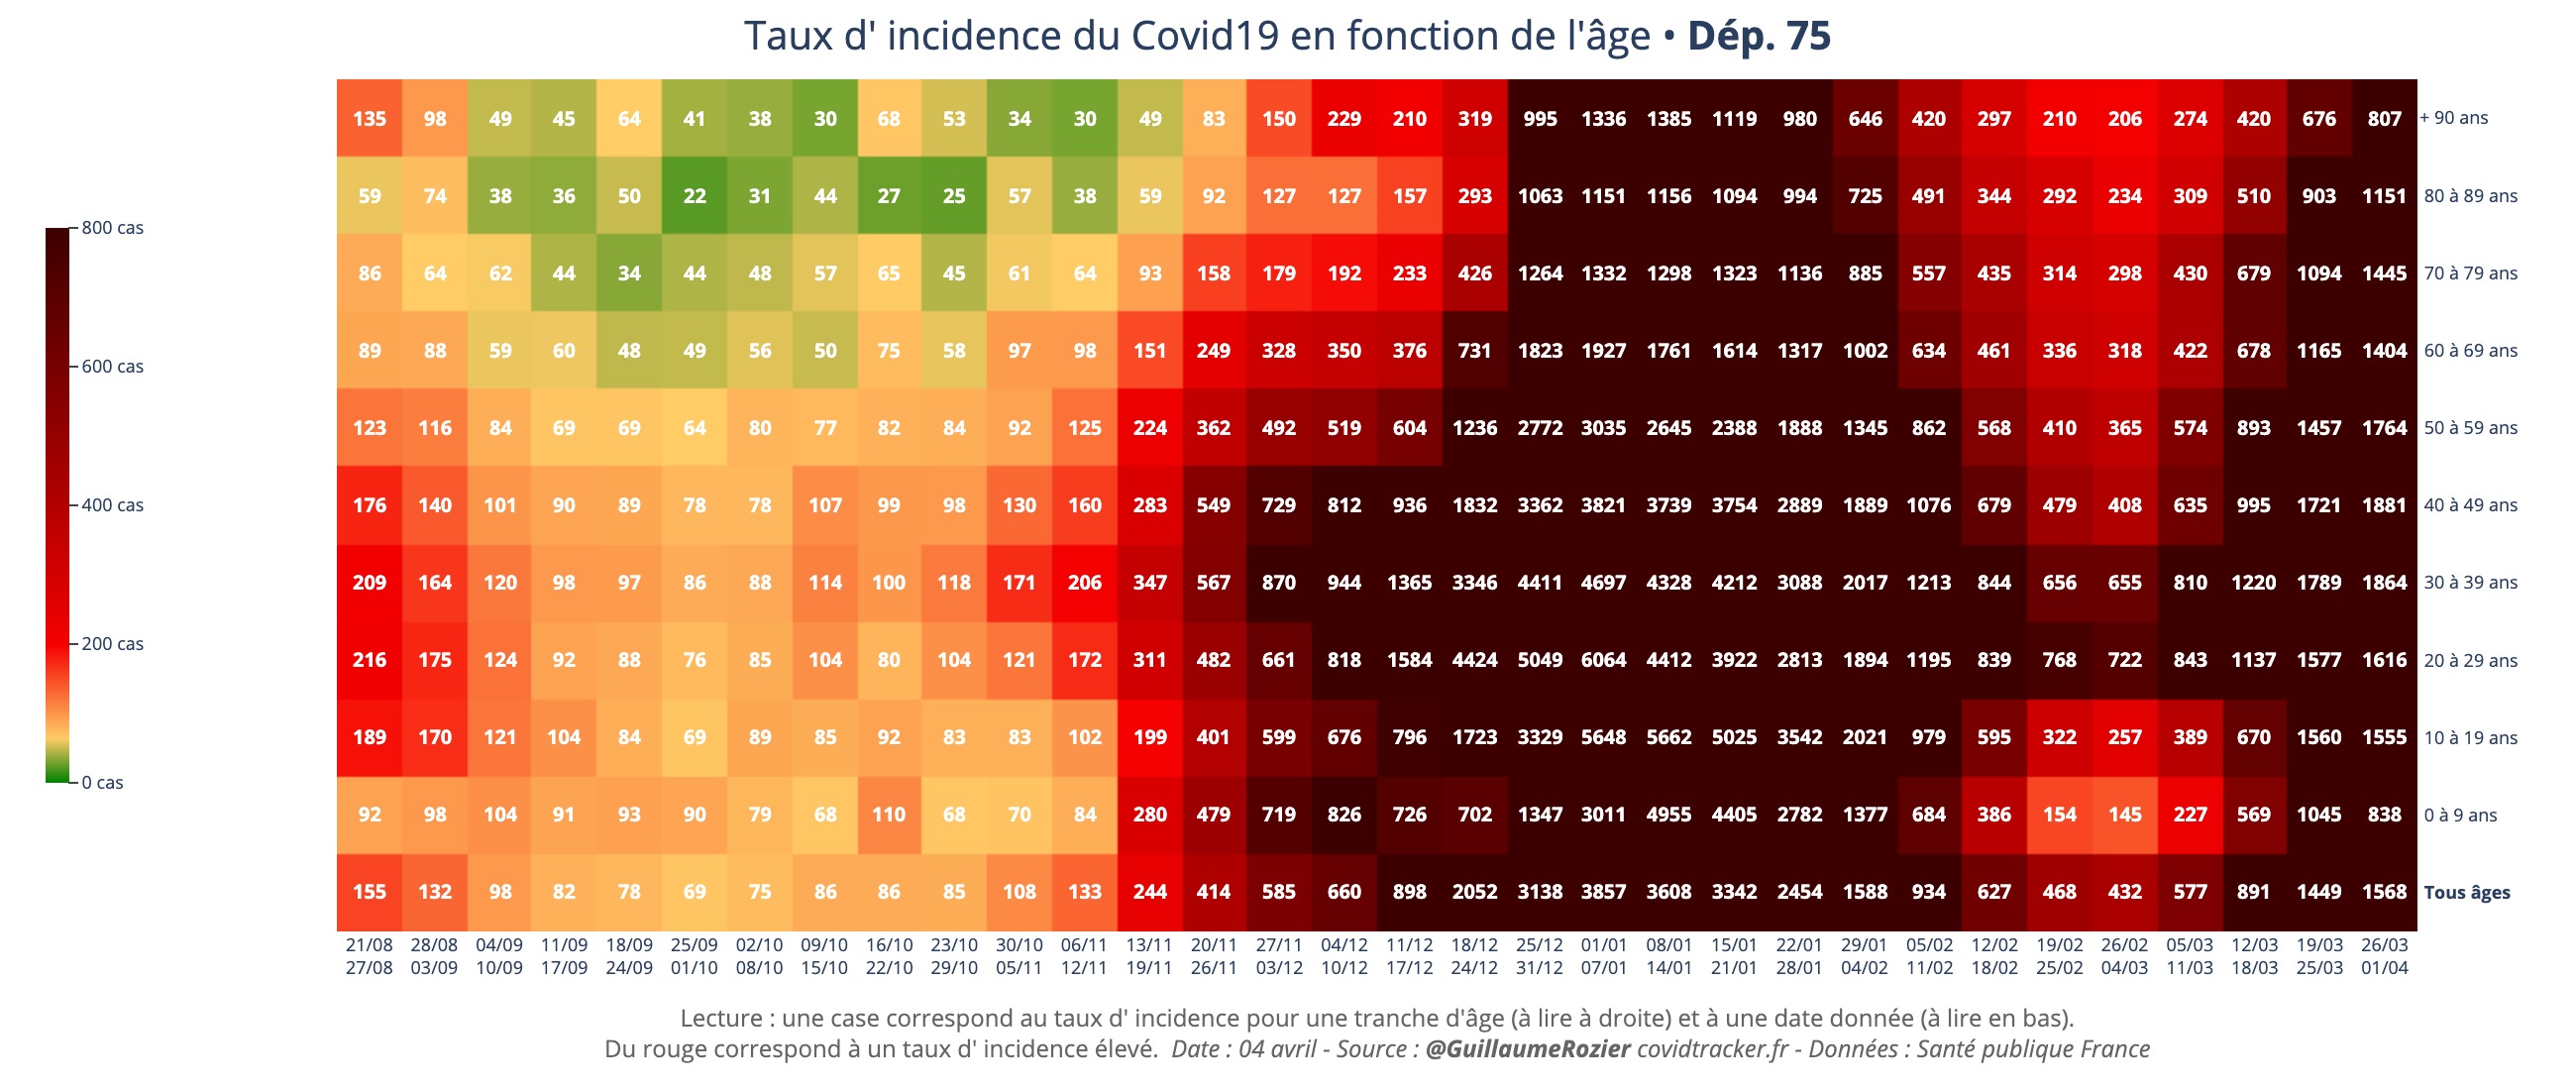 Taux d' incidence du Covid19 en fonction de l'âge • Dép. 75
135 98 49 45 64 41 38 30 68 53 34 30 49 83 150 229 210 319 995 1336 1385 1119 980 646 420 297 210 206 274 420 676 807 + 90 ans
59 74 38 36 50 22 31 44 27 25 57 38 59 92 127 127 157 293 1063 1151 1156 1094 994 725 491 344 292 234 309 510 903 1151 80 à 89 ans
800 cas
86 64 62 44 34 44 48 57 65 45 61 64 93 158 179 192 233 426 1264 1332 1298 1323 1136 885 557 435 314 298 430 679 1094 1445 70 à 79 ans
89 88 59 60 48 49 56 50 75 58 97 98 151 249 328 350 376 731 1823 1927 1761 1614 1317 1002 634 461 336 318 422 678 1165 1404 60 à 69 ans
600 cas
123 116 84 69 69 64 80 77 82 84 92 125 224 362 492 519 604 1236 2772 3035 2645 2388 1888 1345 862 568 410 365 574 893 1457 1764 50 à 59 ans
400 cas
176 140 101 90 89 78 78 107 99 98 130 160 283 549 729 812 936 1832 3362 3821 3739 3754 2889 1889 1076 679 479 408 635 995 1721 1881 40 à 49 ans
209 164 120 98 97 86 88 114 100 118 171 206 347 567 870 944 1365 3346 4411 4697 4328 4212 3088 2017 1213 844 656 655 810 1220 1789 1864 30 à 39 ans
200 cas
216 175 124 92 88 76 85 104 80 104 121 172 311 482 661 818 1584 4424 5049 6064 4412 3922 2813 1894 1195 839 768 722 843 1137 1577 1616 20 à 29 ans
189 170 121 104 84 69 89 85 92 83 83 102 199 401 599 676 796 1723 3329 5648 5662 5025 3542 2021 979 595 322 257 389 670 1560 1555 10 à 19 ans
0 cas
92 98 104 91 93 90 79 68 110 68 70 84 280 479 719 826 726 702 1347 3011 4955 4405 2782 1377 684 386 154 145 227 569 1045 838 0 à 9 ans
155 132 98 82 78 69 75 86 86 85 108 133 244 414 585 660 898 2052 3138 3857 3608 3342 2454 1588 934 627 468 432 577 891 1449 1568 Tous âges
21/08 28/08 04/09 11/09 18/09 25/09 02/10 09/10 16/10 23/10 30/10 06/11 13/11 20/11 27/11 04/12 11/12 18/12 25/12 01/01 08/01 15/01 22/01 29/01 05/02 12/02 19/02 26/02 05/03 12/03 19/03 26/03
27/08 03/09 10/09 17/09 24/09 01/10 08/10 15/10 22/10 29/10 05/11 12/11 19/11 26/11 03/12 10/12 17/12 24/12 31/12 07/01 14/01 21/01 28/01 04/02 11/02 18/02 25/02 04/03 11/03 18/03 25/03 01/04
Lecture : une case correspond au taux d' incidence pour une tranche d'âge (à lire à droite) et à une date donnée (à lire en bas).
Du rouge correspond à un taux d' incidence élevé. Date : 04 avril - Source : @GuillaumeRozier covidtracker.fr - Données : Santé publique France